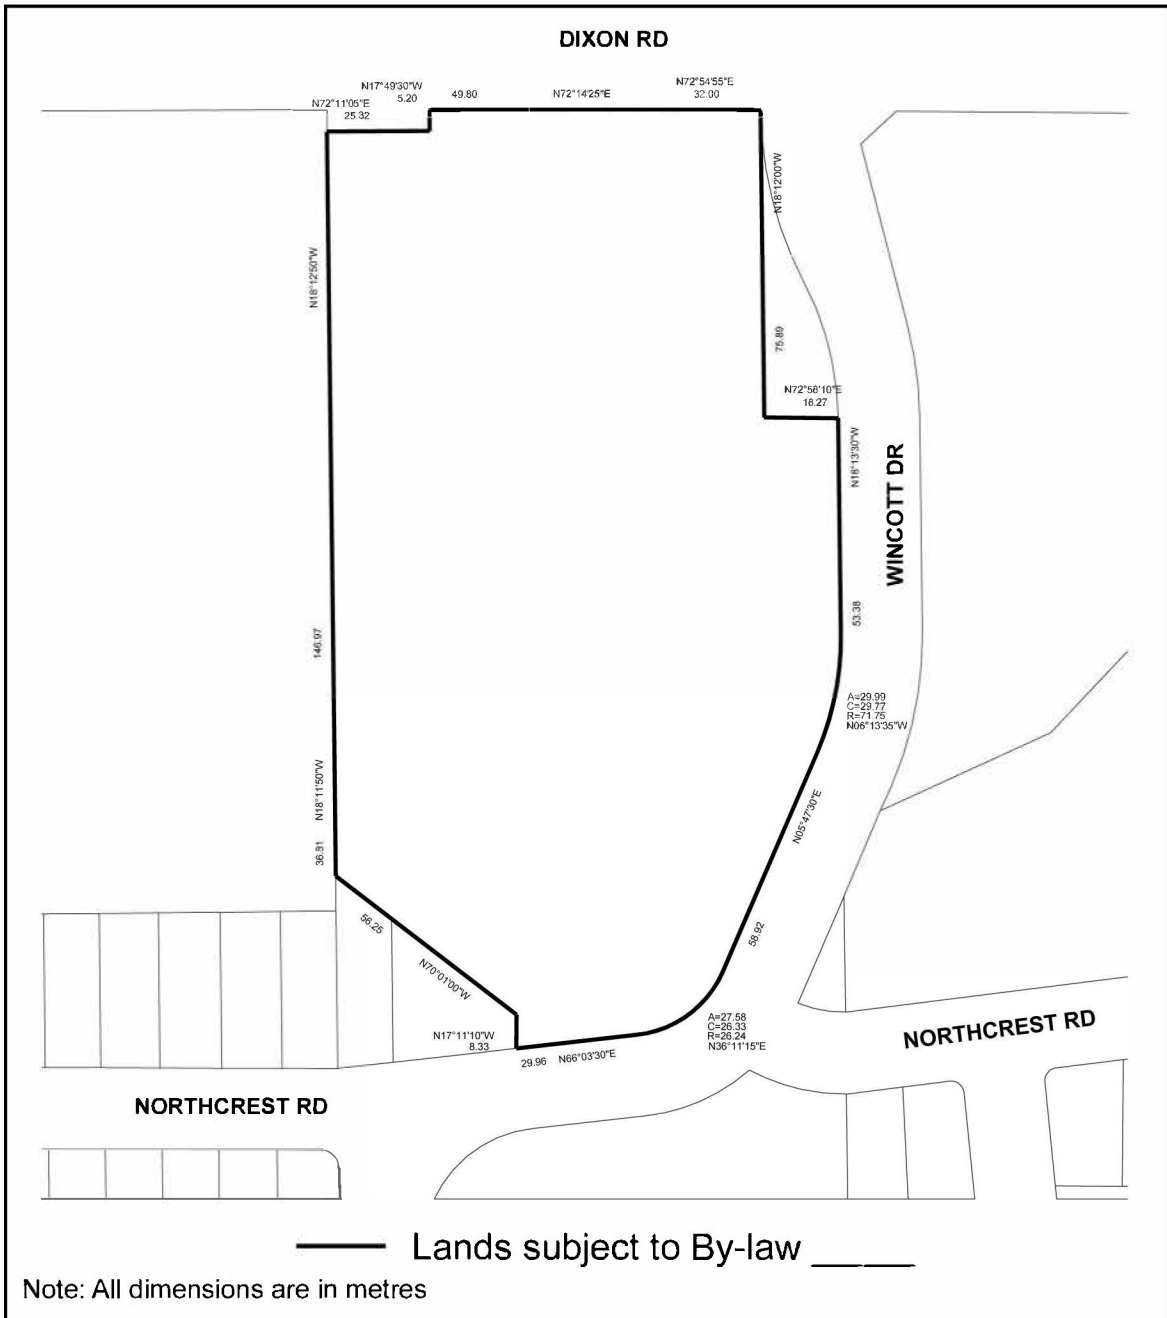 DIXON RD
N17°49'30"W
5.20
N72°11'05"E
25.32
49.80
N72°14'25"E
N72°54'55"E
32.00
N18°12'00"W
N18°12'50"W
75.89
N72°58'10"E
18.27
N18°13'30"W
WINCOTT DR
53.38
146.97
A=29.99
C=29.77
R=71.75
N06°13'35"W
N18°11'50"W
N05°47'30"E
36.81
56.25
58.92
N70°01'00"W
N17°11'10"W
8.33
29.96 N66°03'30"E
A=27.58
C=26.33
R=26.24
N36°11'15"E
NORTHCREST RD
NORTHCREST RD
Lands subject to By-law ______
Note: All dimensions are in metres